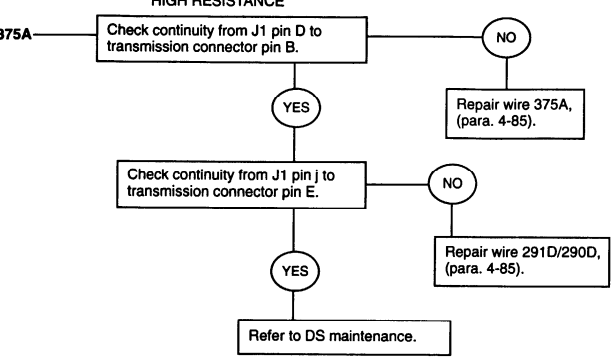 HIGH RESISTANCE
375A
Check continuity from J1 pin D to
transmission connector pin B.
NO
Repair wire 375A,
(para. 4-85).
YES
Check continuity from J1 pin j to
transmission connector pin E.
NO
Repair wire 291D/290D,
(para. 4-85).
YES
Refer to DS maintenance.